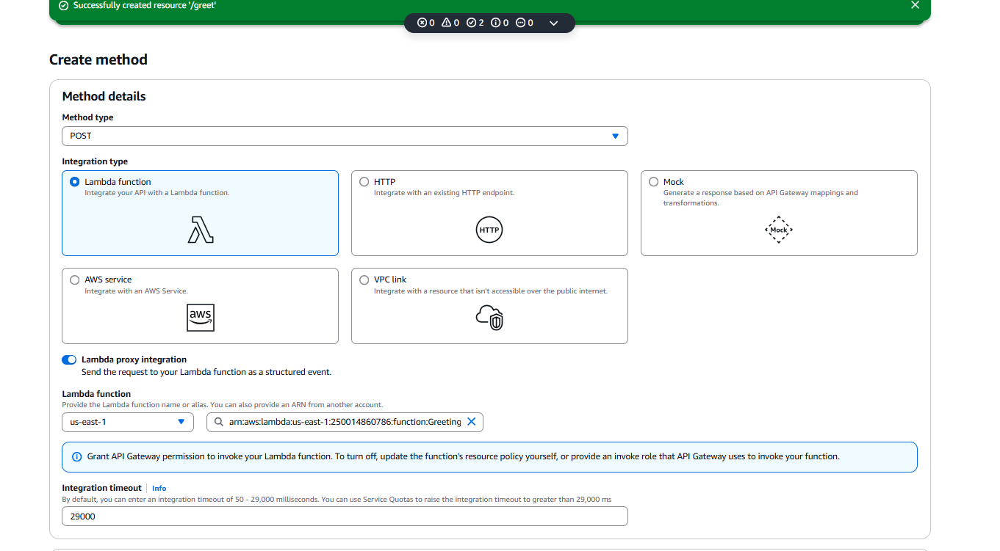 Successfully created resource '/greet'
0 0 2 0 0
Create method
Method details
Method type
POST
Integration type
Lambda function
Integrate your API with a Lambda function.
HTTP
Integrate with an existing HTTP endpoint.
HTTP
Mock
Generate a response based on API Gateway mappings and
transformations.
Mock
AWS service
Integrate with an AWS Service.
aws
VPC link
Integrate with a resource that isn't accessible over the public internet.
Lambda proxy integration
Send the request to your Lambda function as a structured event.
Lambda function
Provide the Lambda function name or alias. You can also provide an ARN from another account.
us-east-1
arn:aws:lambda:us-east-1:250014860786:function:Greeting
Grant API Gateway permission to invoke your Lambda function. To turn off, update the function's resource policy yourself, or provide an invoke role that API Gateway uses to invoke your function.
Integration timeout Info
By default, you can enter an integration timeout of 50 - 29,000 milliseconds. You can use Service Quotas to raise the integration timeout to greater than 29,000 ms
29000